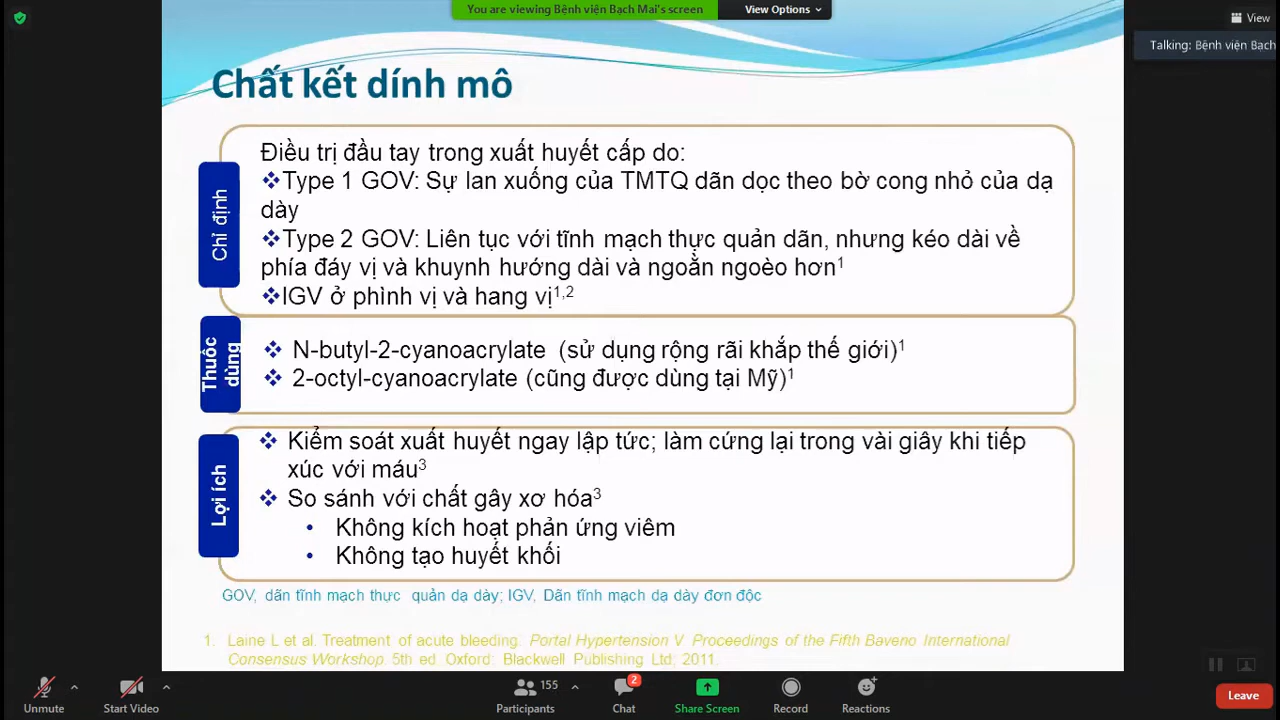 You are viewing Bệnh viện Bạch Mai's screen
View Options
View
Talking: Bệnh viện Bạch
Chất kết dính mô
Chỉ định
Điều trị đầu tay trong xuất huyết cấp do:
❖Type 1 GOV: Sự lan xuống của TMTQ dãn dọc theo bờ cong nhỏ của dạ
dày
❖Type 2 GOV: Liên tục với tĩnh mạch thực quản dãn, nhưng kéo dài về
phía đáy vị và khuynh hướng dài và ngoằn ngoèo hơn¹
❖IGV ở phình vị và hang vị¹,²
Thuốc
dùng
❖ N-butyl-2-cyanoacrylate (sử dụng rộng rãi khắp thế giới)¹
❖ 2-octyl-cyanoacrylate (cũng được dùng tại Mỹ)¹
Lợi ích
❖ Kiểm soát xuất huyết ngay lập tức; làm cứng lại trong vài giây khi tiếp
xúc với máu³
❖ So sánh với chất gây xơ hóa³
• Không kích hoạt phản ứng viêm
• Không tạo huyết khối
GOV, dãn tĩnh mạch thực quản dạ dày; IGV, Dãn tĩnh mạch dạ dày đơn độc
1. Laine L et al. Treatment of acute bleeding. Portal Hypertension V Proceedings of the Fifth Baveno International
Consensus Workshop. 5th ed. Oxford: Blackwell Publishing Ltd; 2011.
Unmute
Start Video
155
Participants
2
Chat
Share Screen
Record
Reactions
Leave